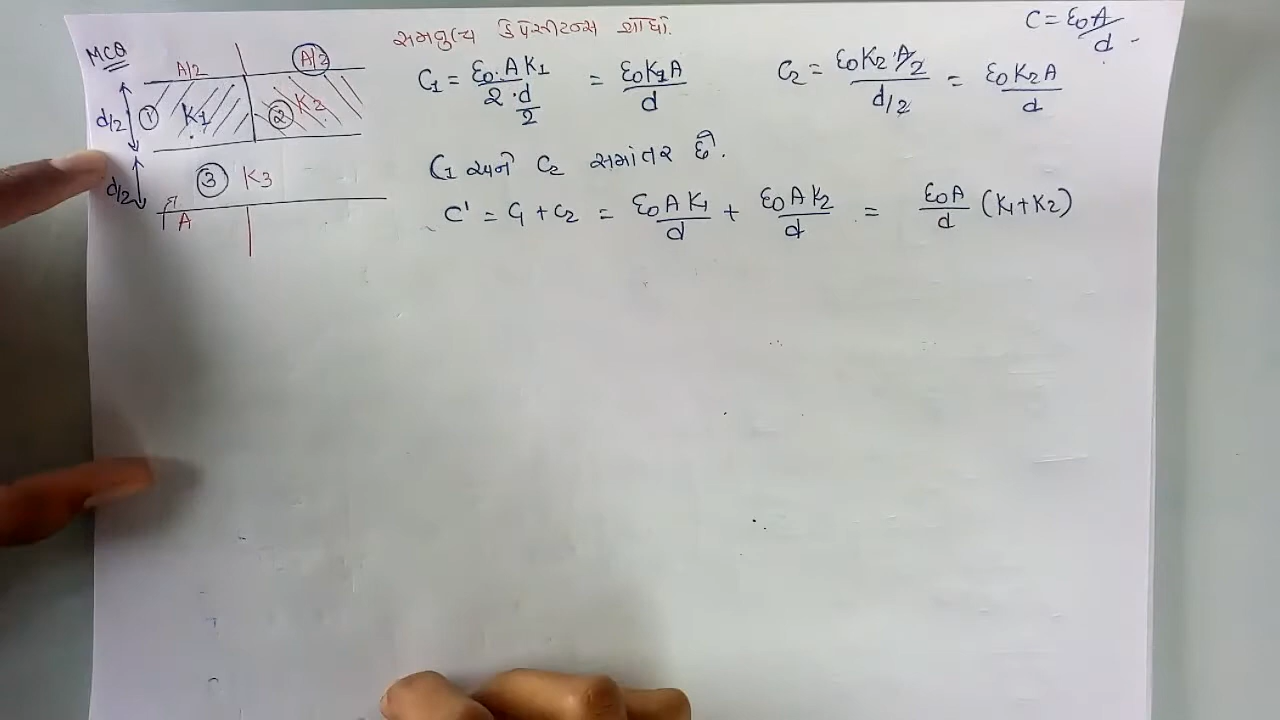 MCQ
A/2 A/2
d/2 ① K1 ② K2
d/2 ③ K3
A
સમતુલ્ય કેપેસીટન્સ શોધો.
C = ε0A/d
C1 = ε0·A K1 / 2·d/2 = ε0K1A/d
C2 = ε0K2·A/2 / d/2 = ε0K2A/d
C1 અને C2 સમાંતર છે.
C' = C1 + C2 = ε0AK1/d + ε0AK2/d = ε0A/d (K1+K2)